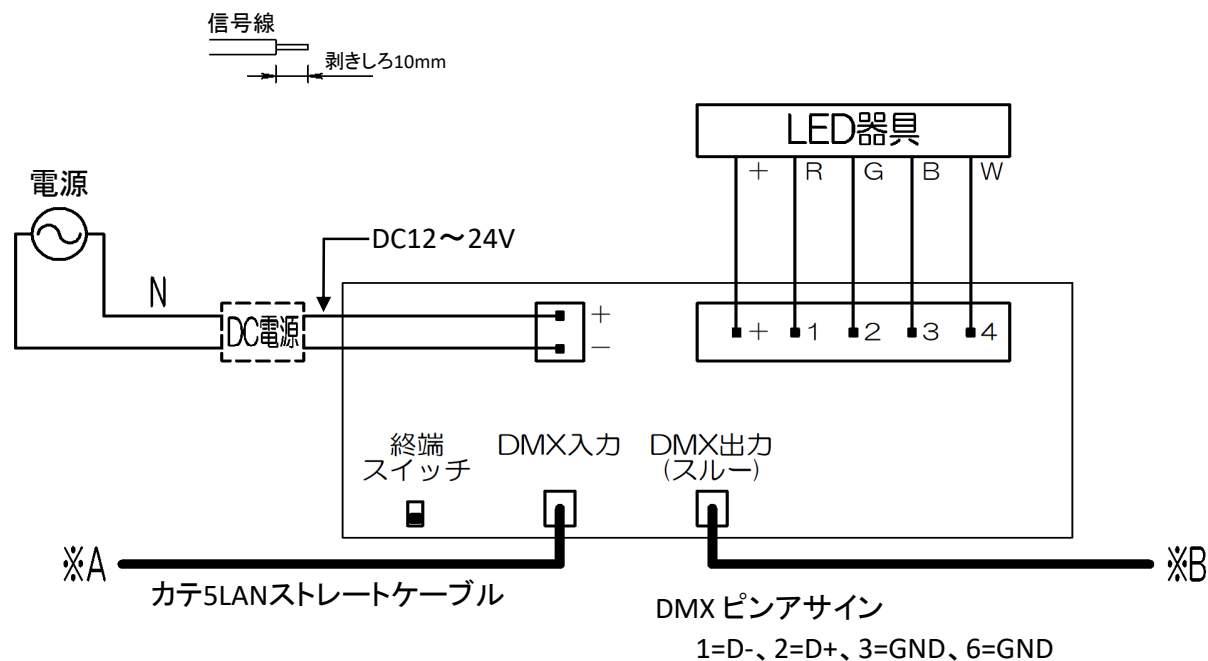 信号線
剥きしろ10mm
LED器具
+ R G B W
電源
DC12〜24V
N
DC電源
+
−
+ 1 2 3 4
終端
スイッチ
DMX入力
DMX出力
(スルー)
※A
※B
カテ5LANストレートケーブル
DMX ピンアサイン
1=D-、2=D+、3=GND、6=GND